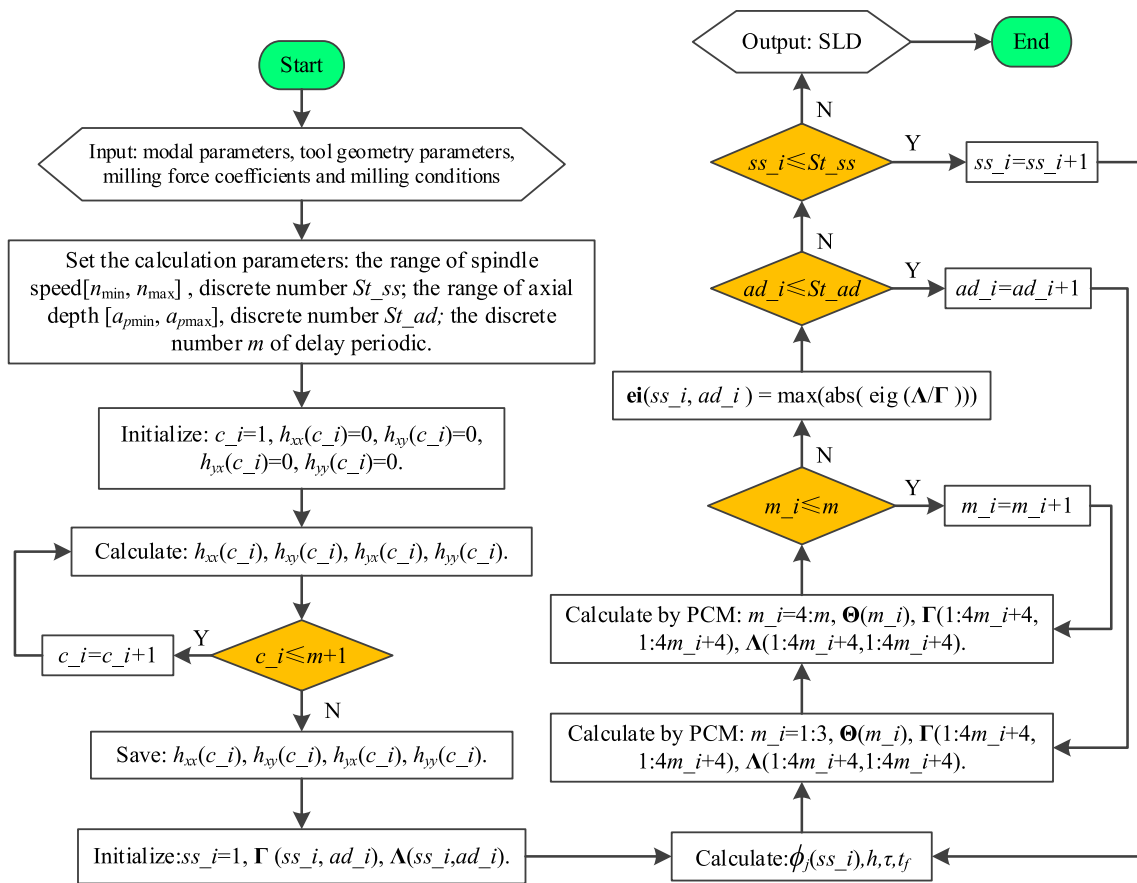 Start
Input: modal parameters, tool geometry parameters,
milling force coefficients and milling conditions
Set the calculation parameters: the range of spindle
speed[nmin, nmax] , discrete number St_ss; the range of axial
depth [apmin, apmax], discrete number St_ad; the discrete
number m of delay periodic.
Initialize: c_i=1, hxx(c_i)=0, hxy(c_i)=0,
hyx(c_i)=0, hyy(c_i)=0.
Calculate: hxx(c_i), hxy(c_i), hyx(c_i), hyy(c_i).
c_i≤m+1
Y
c_i=c_i+1
N
Save: hxx(c_i), hxy(c_i), hyx(c_i), hyy(c_i).
Initialize:ss_i=1, Γ (ss_i, ad_i), Λ(ss_i,ad_i).
Calculate:ϕj(ss_i),h,τ,tf
Calculate by PCM: m_i=1:3, Θ(m_i), Γ(1:4m_i+4,
1:4m_i+4), Λ(1:4m_i+4,1:4m_i+4).
Calculate by PCM: m_i=4:m, Θ(m_i), Γ(1:4m_i+4,
1:4m_i+4), Λ(1:4m_i+4,1:4m_i+4).
m_i≤m
Y
m_i=m_i+1
N
ei(ss_i, ad_i ) = max(abs( eig (Λ/Γ )))
ad_i≤St_ad
Y
ad_i=ad_i+1
N
ss_i≤St_ss
Y
ss_i=ss_i+1
N
Output: SLD
End